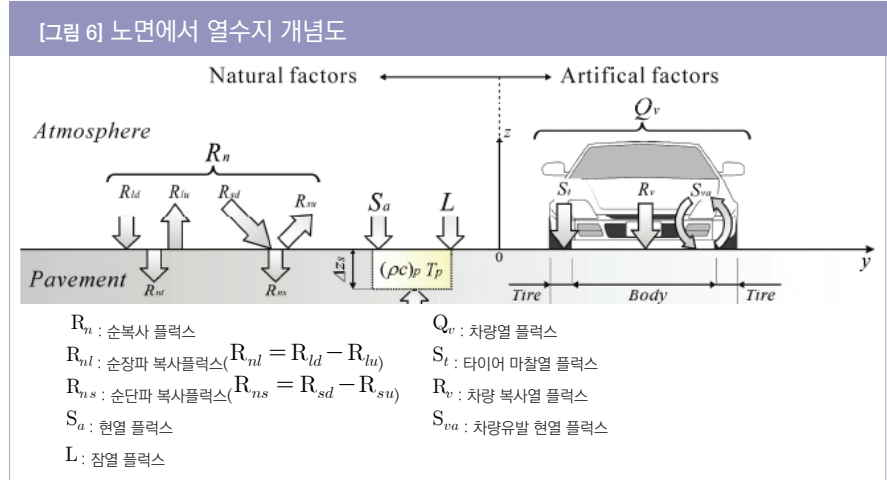 [그림 6] 노면에서 열수지 개념도
Natural factors
Artifical factors
Atmosphere
Rn
Qv
z
Rld
Rlu
Rsd
Rsu
Sa
L
St
Rv
Sva
Pavement
Rnl
Rns
Δzs
(ρc)p Tp
0
y
Tire
Body
Tire
Rn : 순복사 플럭스
Rnl : 순장파 복사플럭스(Rnl = Rld − Rlu)
Rns : 순단파 복사플럭스(Rns = Rsd − Rsu)
Sa : 현열 플럭스
L : 잠열 플럭스
Qv : 차량열 플럭스
St : 타이어 마찰열 플럭스
Rv : 차량 복사열 플럭스
Sva : 차량유발 현열 플럭스